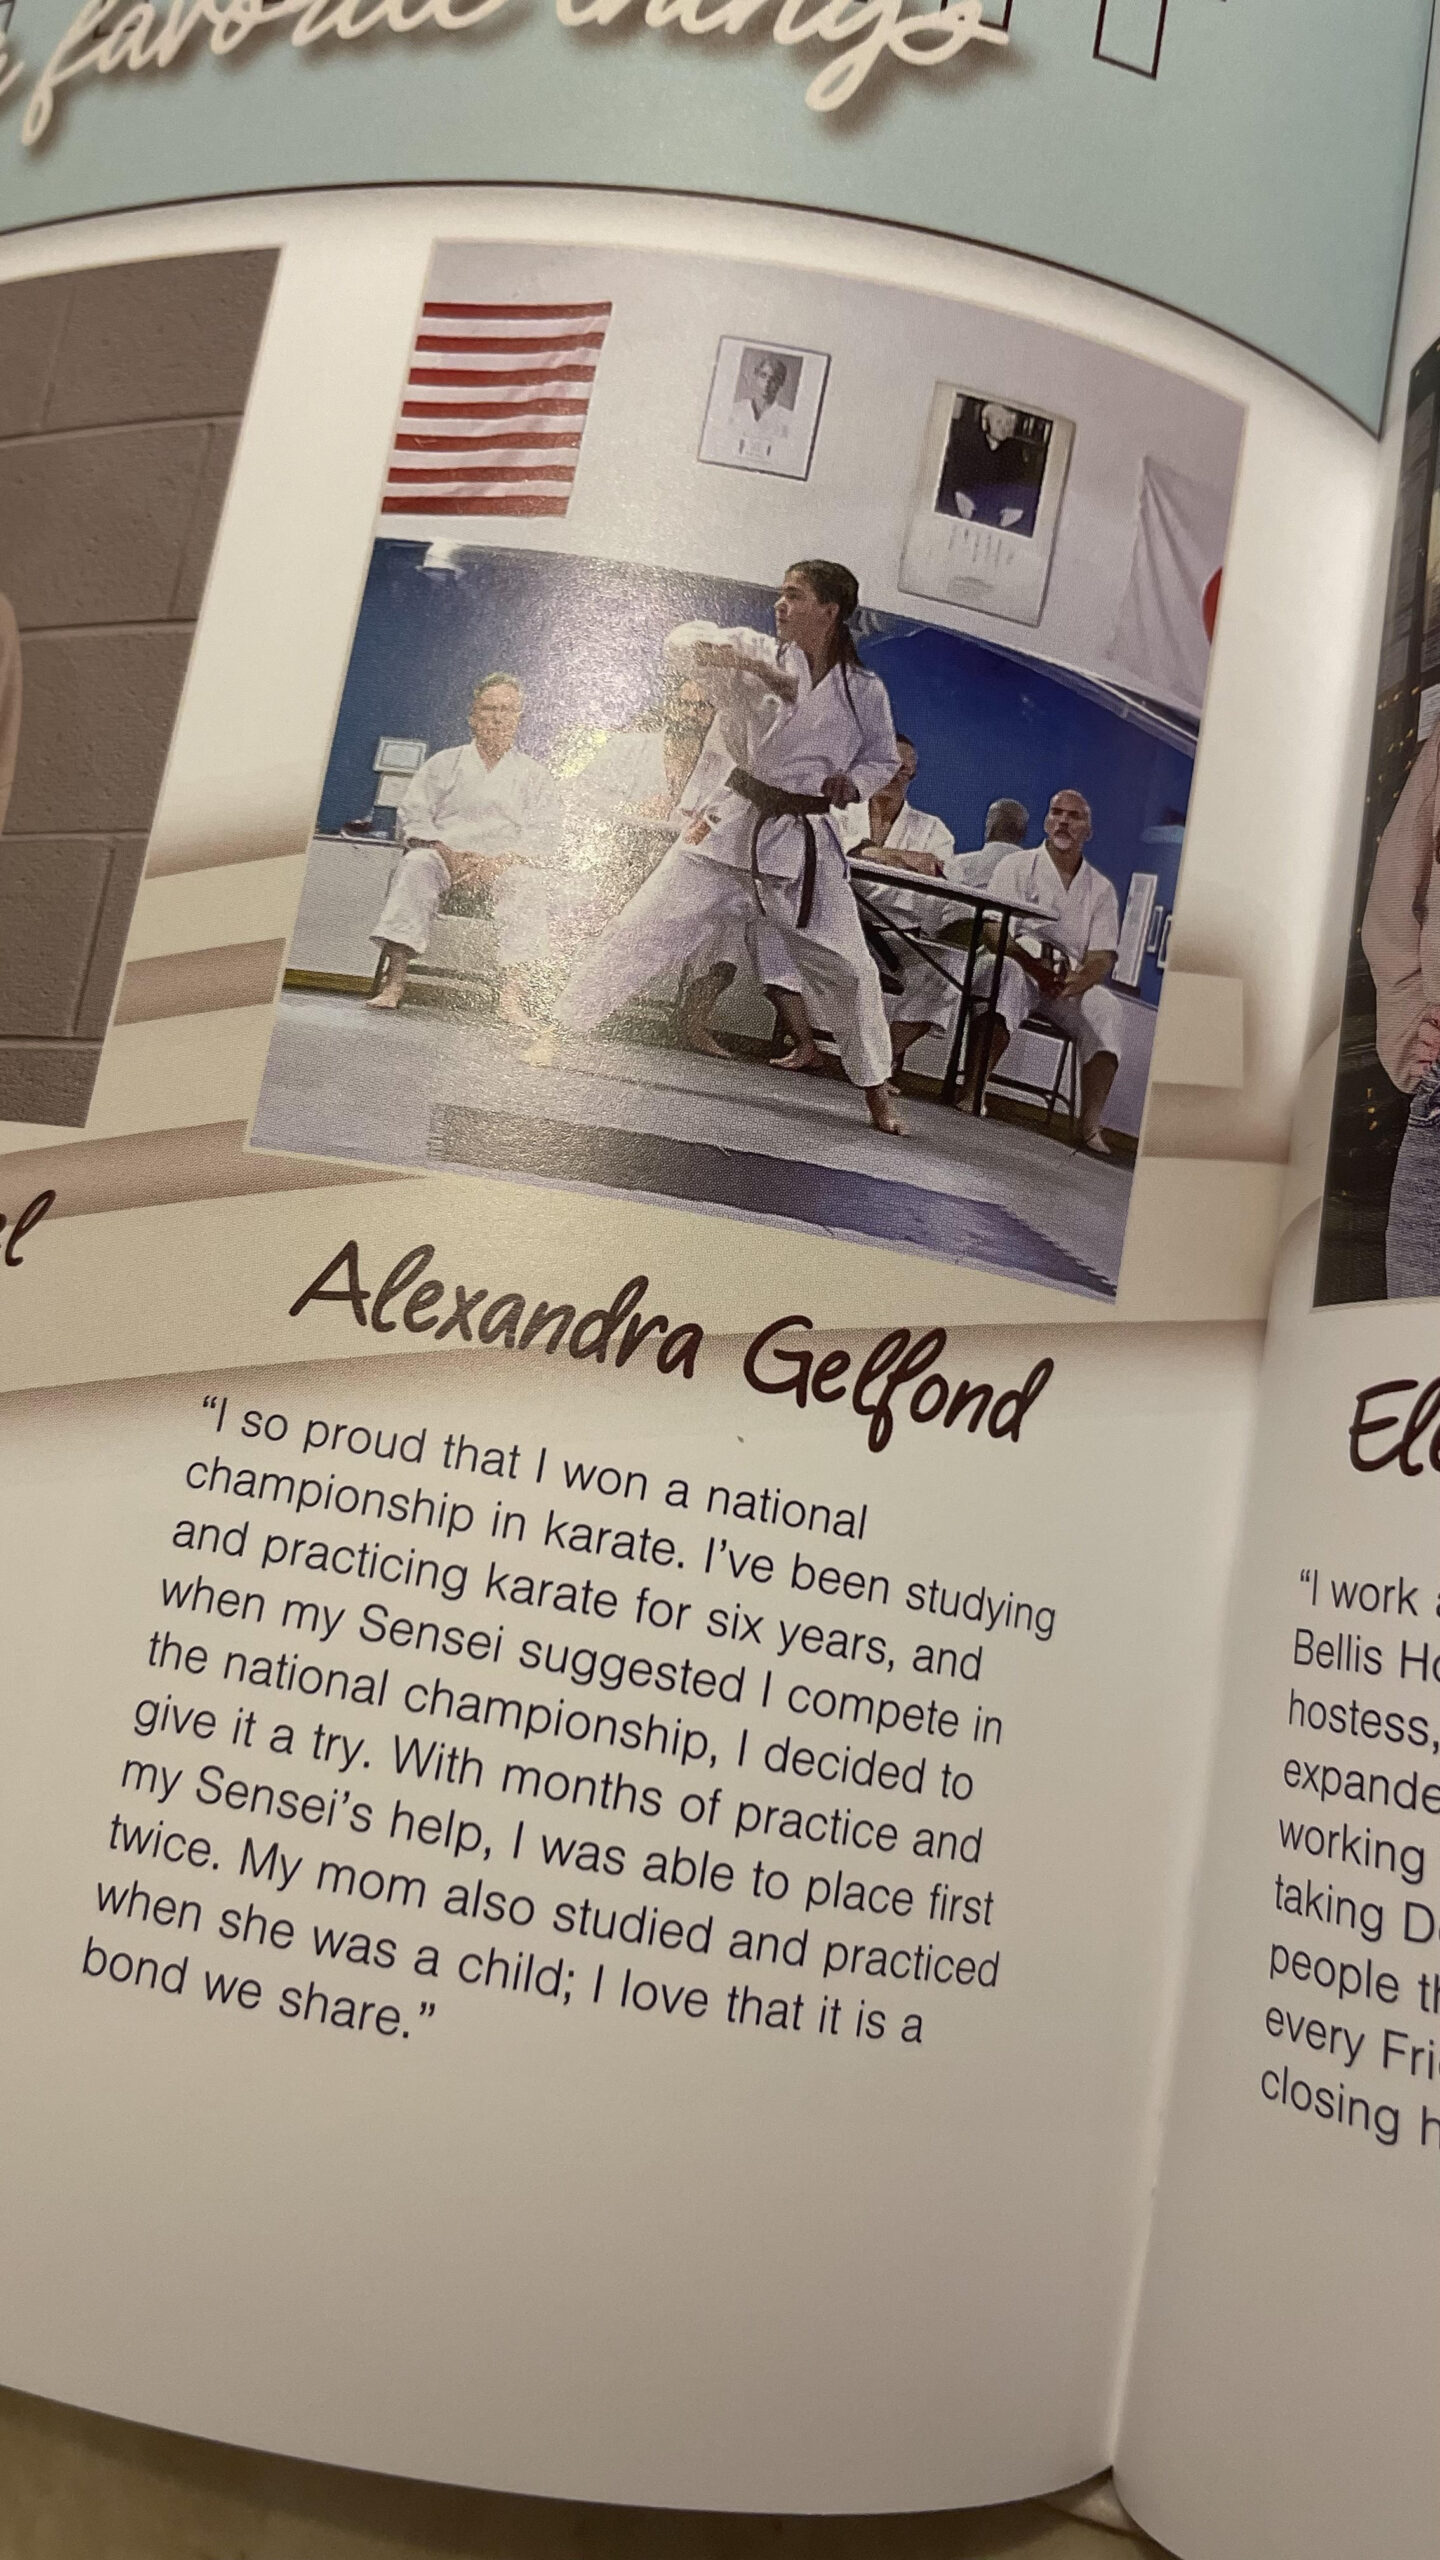 favorite things
Alexandra Gelfond
"I so proud that I won a national
championship in karate. I've been studying
and practicing karate for six years, and
when my Sensei suggested I compete in
the national championship, I decided to
give it a try. With months of practice and
my Sensei's help, I was able to place first
twice. My mom also studied and practiced
when she was a child; I love that it is a
bond we share."
"I work
Bellis
hostess,
working
taking
people
every
closing